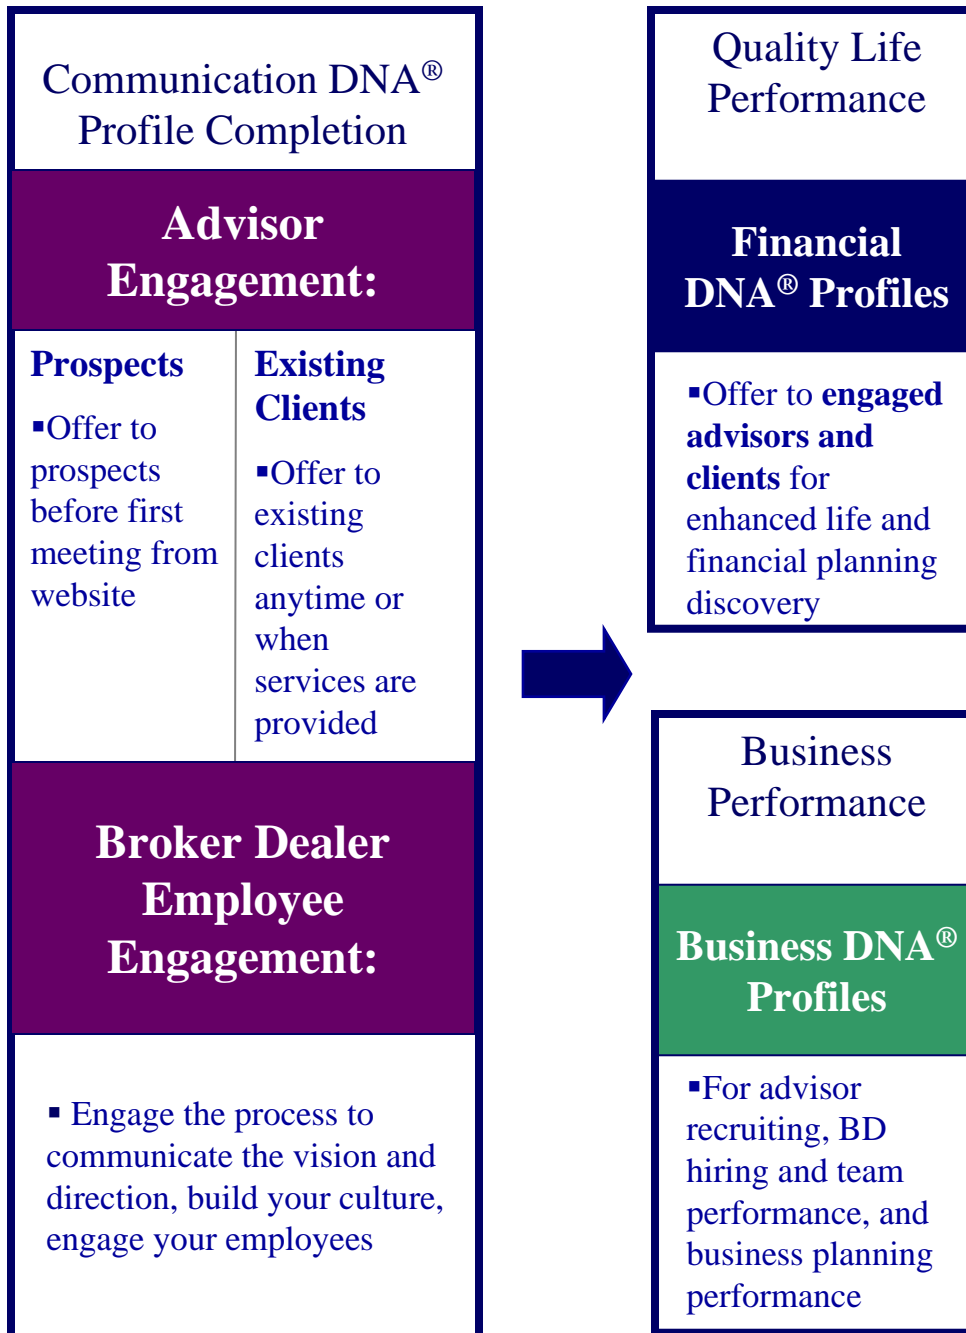 Communication DNA®
Profile Completion
Advisor
Engagement:
Prospects
▪Offer to
prospects
before first
meeting from
website
Existing
Clients
▪Offer to
existing
clients
anytime or
when
services are
provided
Broker Dealer
Employee
Engagement:
▪ Engage the process to
communicate the vision and
direction, build your culture,
engage your employees
Quality Life
Performance
Financial
DNA® Profiles
▪Offer to engaged
advisors and
clients for
enhanced life and
financial planning
discovery
Business
Performance
Business DNA®
Profiles
▪For advisor
recruiting, BD
hiring and team
performance, and
business planning
performance